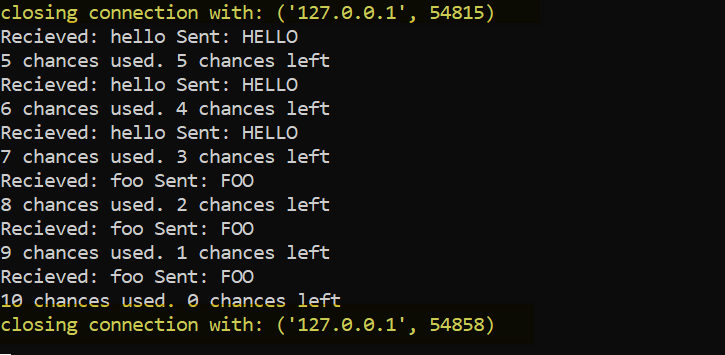 closing connection with: ('127.0.0.1', 54815)
Recieved: hello Sent: HELLO
5 chances used. 5 chances left
Recieved: hello Sent: HELLO
6 chances used. 4 chances left
Recieved: hello Sent: HELLO
7 chances used. 3 chances left
Recieved: foo Sent: FOO
8 chances used. 2 chances left
Recieved: foo Sent: FOO
9 chances used. 1 chances left
Recieved: foo Sent: FOO
10 chances used. 0 chances left
closing connection with: ('127.0.0.1', 54858)